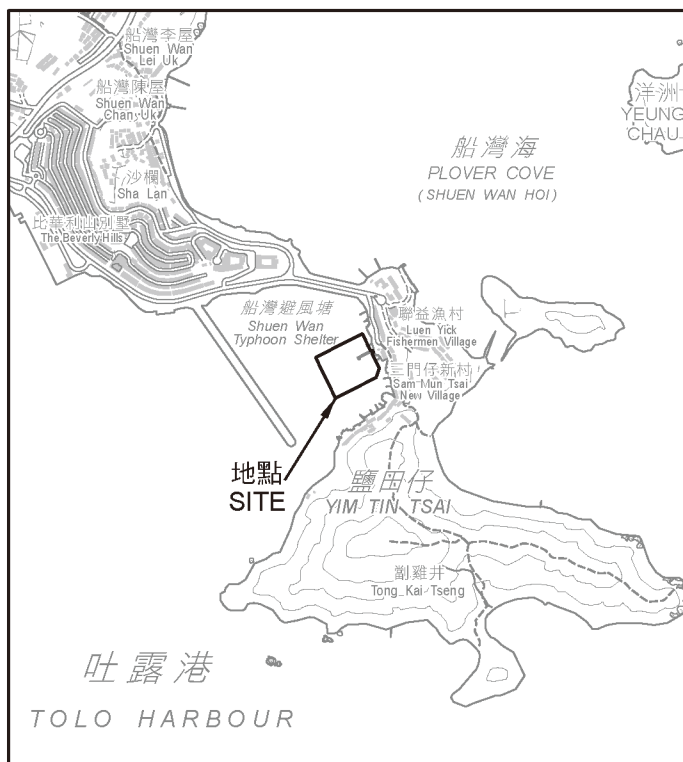 船灣李屋
Shuen Wan
Lei Uk
船灣陳屋
Shuen Wan
Chan Uk
沙欄
Sha Lan
比華利山別墅
The Beverly Hills
洋洲
YEUNG
CHAU
船灣海
PLOVER COVE
(SHUEN WAN HOI)
船灣避風塘
Shuen Wan
Typhoon Shelter
聯益漁村
Luen Yick
Fishermen Village
三門仔新村
Sam Mun Tsai
New Village
地點
SITE
鹽田仔
YIM TIN TSAI
劏雞井
Tong Kai Tseng
吐露港
TOLO HARBOUR